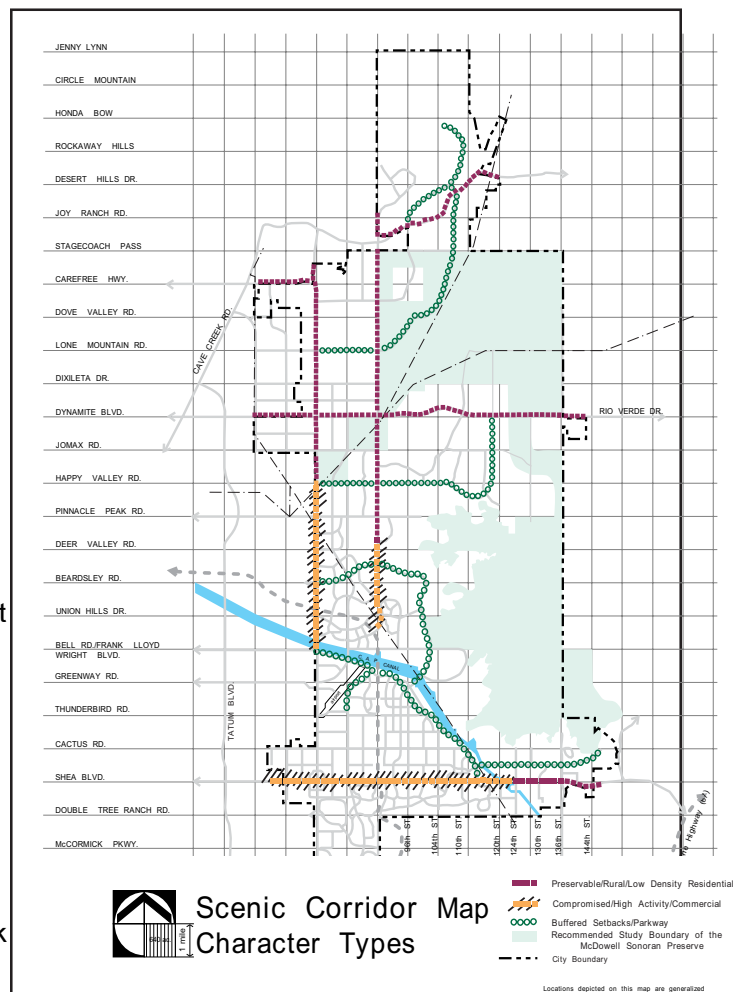 JENNY LYNN
CIRCLE MOUNTAIN
HONDA BOW
ROCKAWAY HILLS
DESERT HILLS DR.
JOY RANCH RD.
STAGECOACH PASS
CAREFREE HWY.
DOVE VALLEY RD.
CAVE CREEK RD.
LONE MOUNTAIN RD.
DIXILETA DR.
DYNAMITE BLVD.
RIO VERDE DR.
JOMAX RD.
HAPPY VALLEY RD.
PINNACLE PEAK RD.
DEER VALLEY RD.
BEARDSLEY RD.
t
UNION HILLS DR.
BELL RD./FRANK LLOYD
WRIGHT BLVD.
C. A. P. CANAL
GREENWAY RD.
THUNDERBIRD RD.
TATUM BLVD.
CACTUS RD.
SHEA BLVD.
DOUBLE TREE RANCH RD.
McCORMICK PKWY.
96th ST.
104th ST.
110th ST.
120th ST.
124th ST.
130th ST.
136th ST.
144th ST.
ne Highway (87)
k
640 ac.
1 mile
Scenic Corridor Map
Character Types
Preservable/Rural/Low Density Residential
Compromised/High Activity/Commercial
Buffered Setbacks/Parkway
Recommended Study Boundary of the
McDowell Sonoran Preserve
City Boundary
Locations depicted on this map are generalized